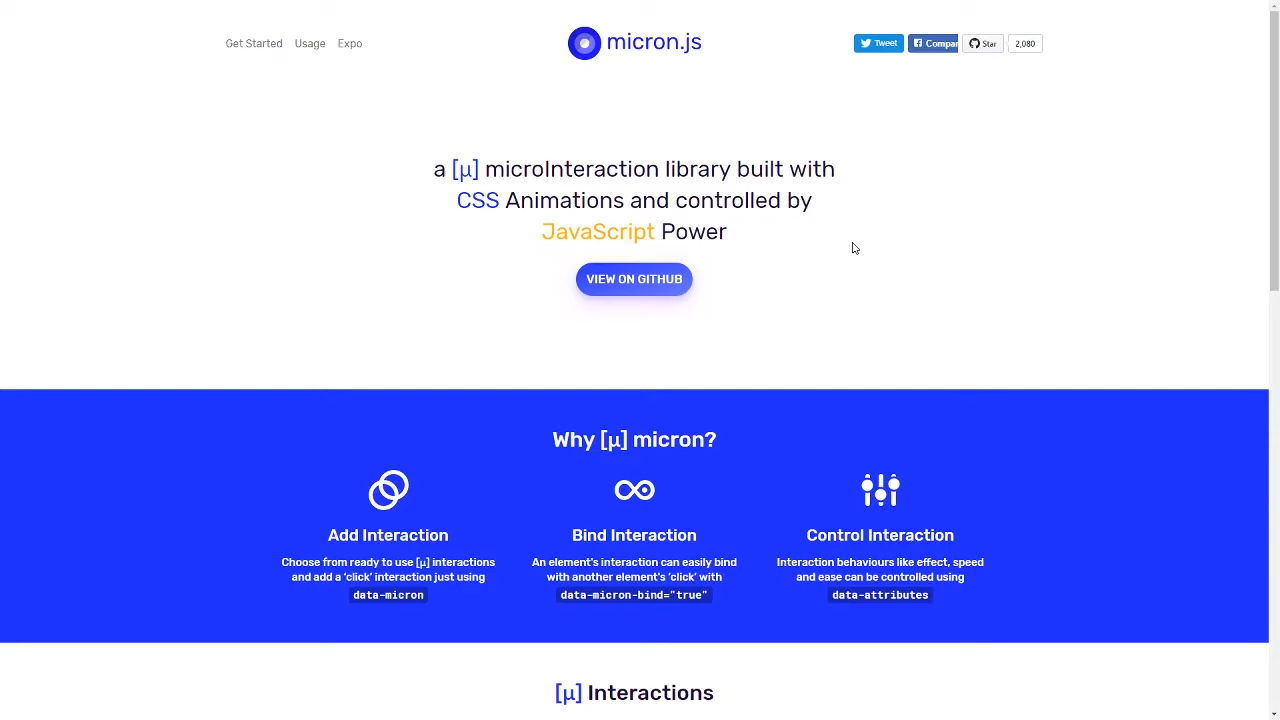 Get Started Usage Expo
micron.js
Tweet
Compar
Star
2,080
a [μ] microInteraction library built with
CSS Animations and controlled by
JavaScript Power
VIEW ON GITHUB
Why [μ] micron?
Add Interaction
Choose from ready to use [μ] interactions
and add a ‘click’ interaction just using
data-micron
Bind Interaction
An element's interaction can easily bind
with another element's ‘click’ with
data-micron-bind="true"
Control Interaction
Interaction behaviours like effect, speed
and ease can be controlled using
data-attributes
[μ] Interactions